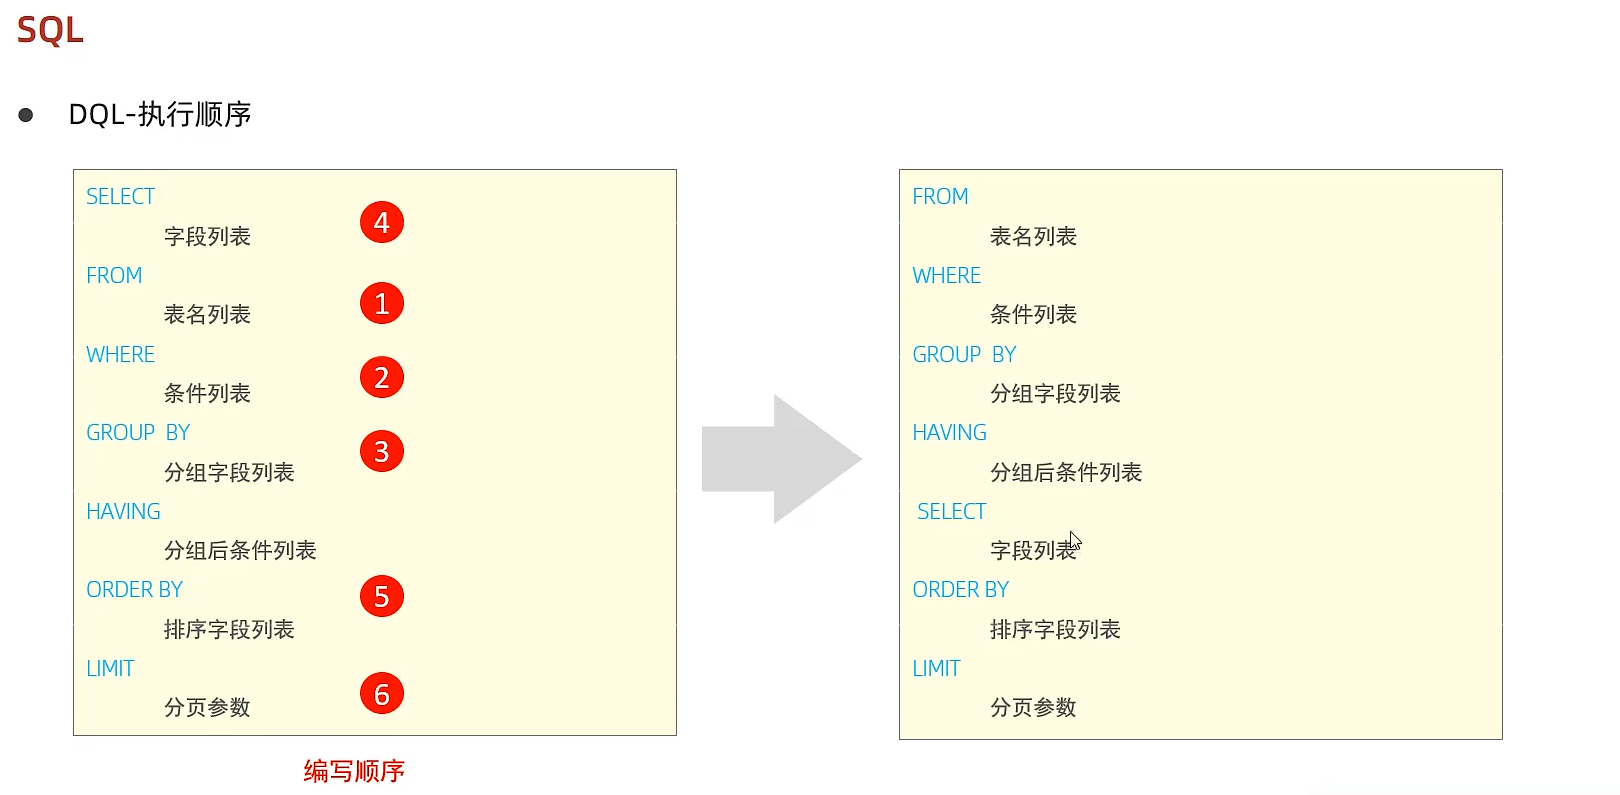 SQL
● DQL-执行顺序
SELECT
字段列表
4
FROM
表名列表
1
WHERE
条件列表
2
GROUP BY
分组字段列表
3
HAVING
分组后条件列表
ORDER BY
排序字段列表
5
LIMIT
分页参数
6
编写顺序
FROM
表名列表
WHERE
条件列表
GROUP BY
分组字段列表
HAVING
分组后条件列表
SELECT
字段列表
ORDER BY
排序字段列表
LIMIT
分页参数